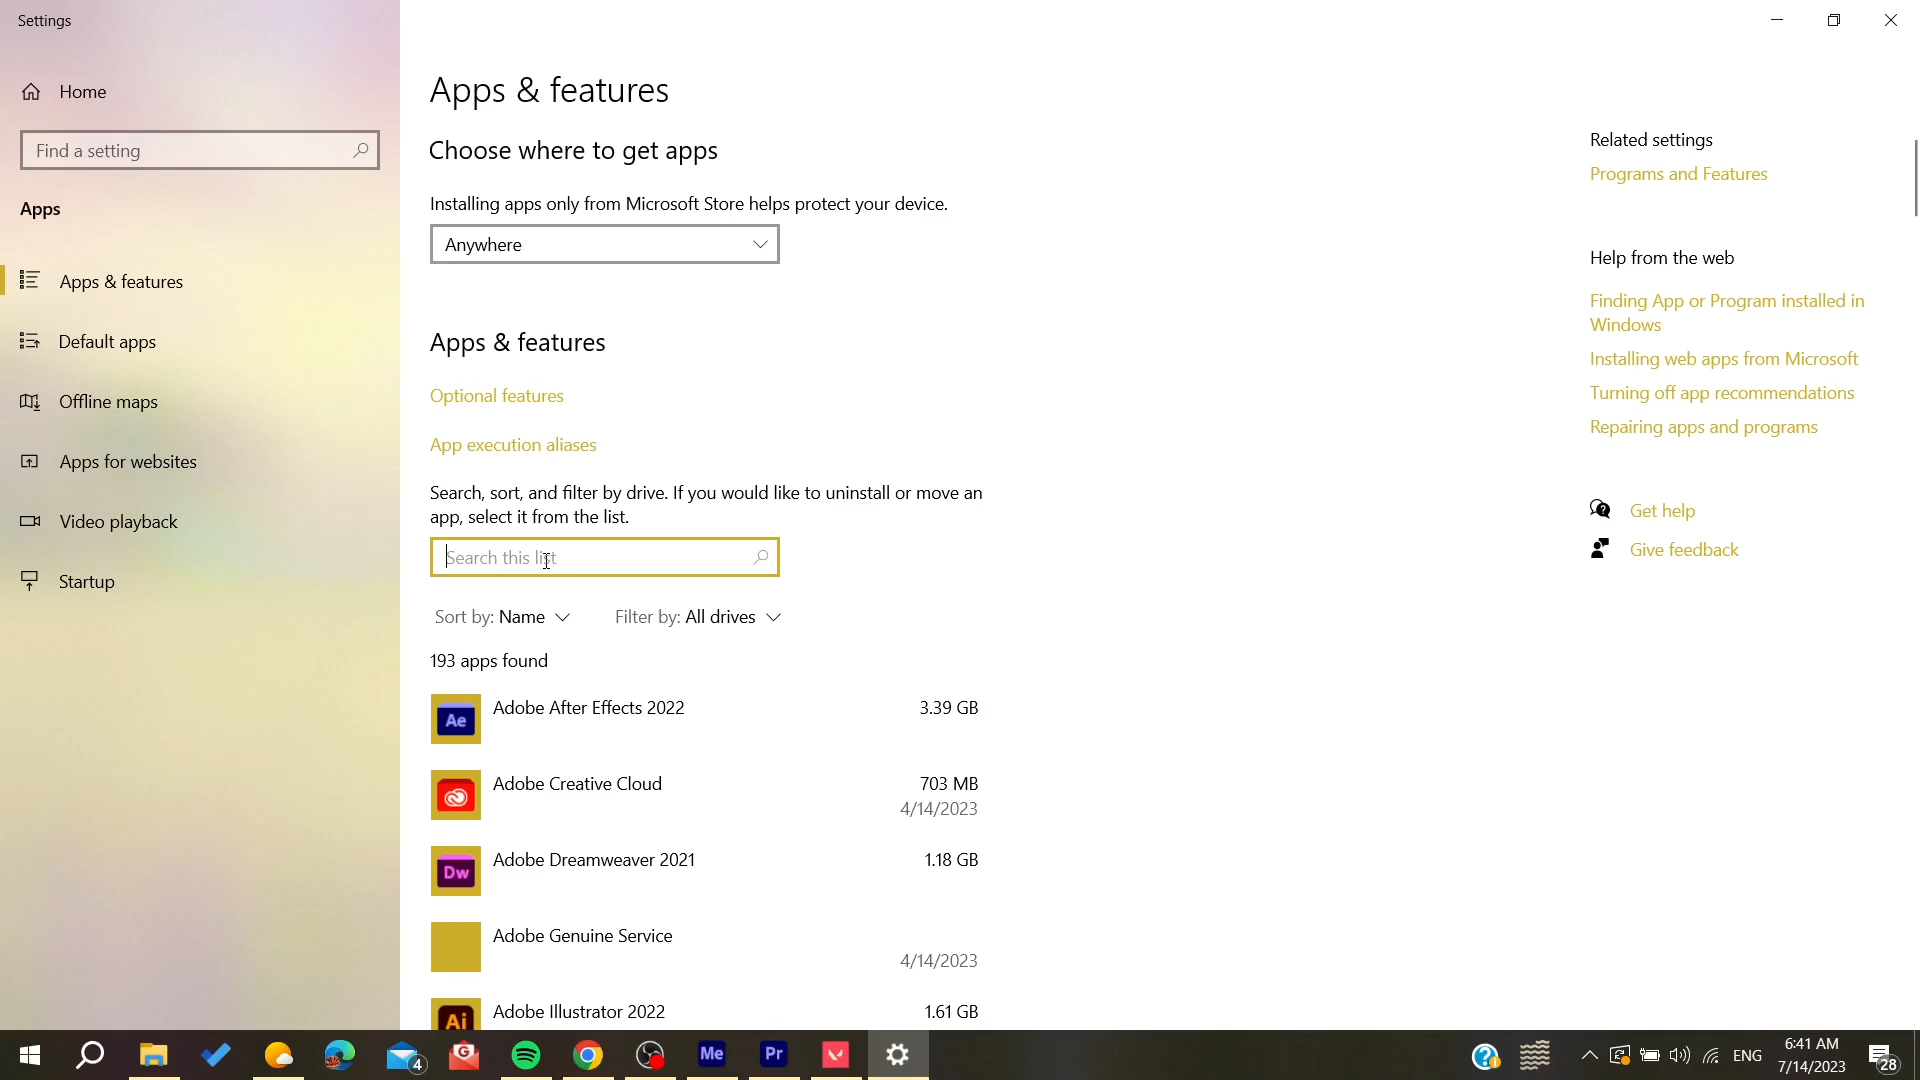 Settings
Home
Find a setting
Apps
Apps & features
Default apps
Offline maps
Apps for websites
Video playback
Startup
Apps & features
Choose where to get apps
Installing apps only from Microsoft Store helps protect your device.
Anywhere
Apps & features
Optional features
App execution aliases
Search, sort, and filter by drive. If you would like to uninstall or move an
app, select it from the list.
Search this list
Sort by: Name
Filter by: All drives
193 apps found
Ae
Adobe After Effects 2022
3.39 GB
Adobe Creative Cloud
703 MB
4/14/2023
Dw
Adobe Dreamweaver 2021
1.18 GB
Adobe Genuine Service
4/14/2023
Ai
Adobe Illustrator 2022
1.61 GB
Related settings
Programs and Features
Help from the web
Finding App or Program installed in
Windows
Installing web apps from Microsoft
Turning off app recommendations
Repairing apps and programs
Get help
Give feedback
4
G
Me
Pr
ENG
6:41 AM
7/14/2023
28